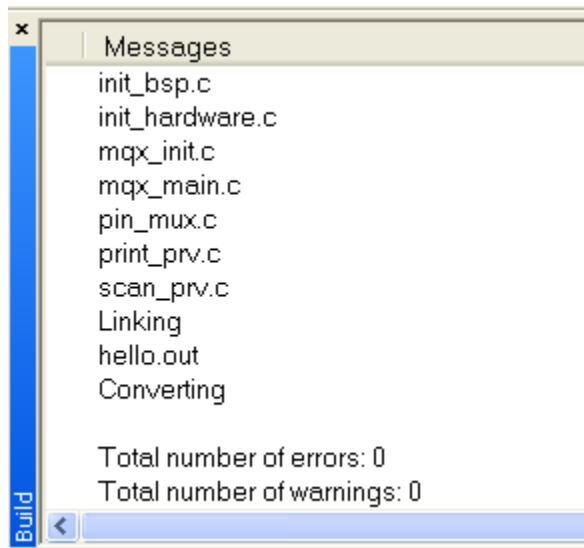 Messages
init_bsp.c
init_hardware.c
mqx_init.c
mqx_main.c
pin_mux.c
print_prv.c
scan_prv.c
Linking
hello.out
Converting
Total number of errors: 0
Total number of warnings: 0
Build